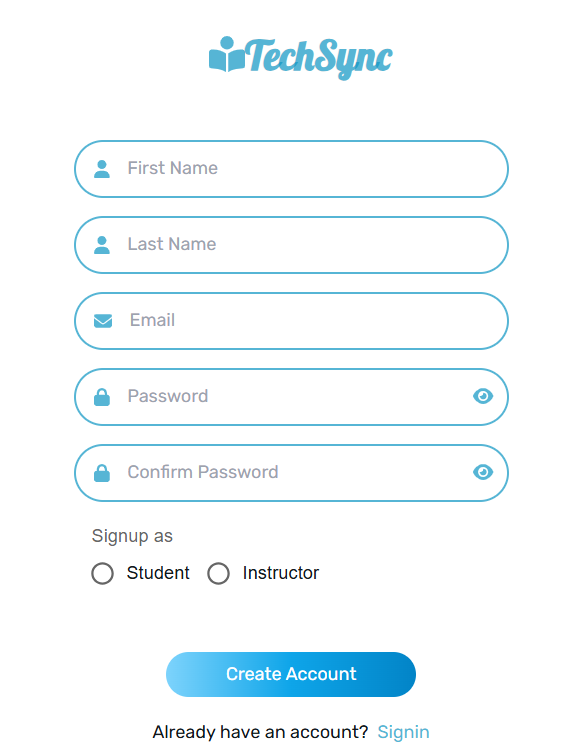 TechSync
First Name
Last Name
Email
Password
Confirm Password
Signup as
Student Instructor
Create Account
Already have an account? Signin